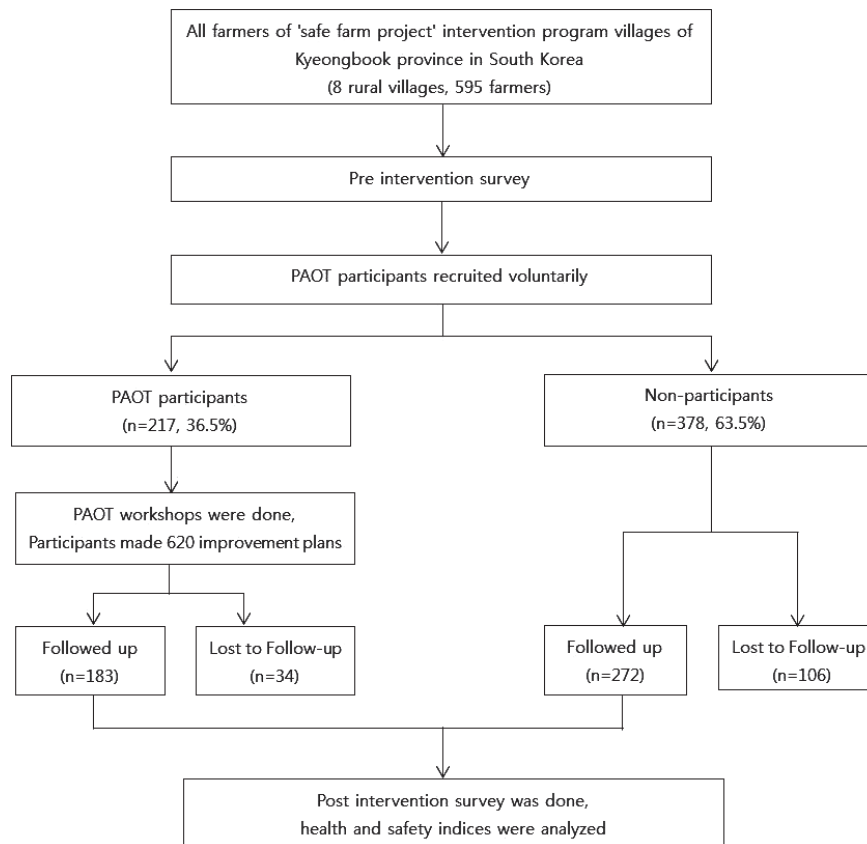 All farmers of 'safe farm project' intervention program villages of
Kyeongbook province in South Korea
(8 rural villages, 595 farmers)
Pre intervention survey
PAOT participants recruited voluntarily
PAOT participants
(n=217, 36.5%)
Non-participants
(n=378, 63.5%)
PAOT workshops were done,
Participants made 620 improvement plans
Followed up
(n=183)
Lost to Follow-up
(n=34)
Followed up
(n=272)
Lost to Follow-up
(n=106)
Post intervention survey was done,
health and safety indices were analyzed